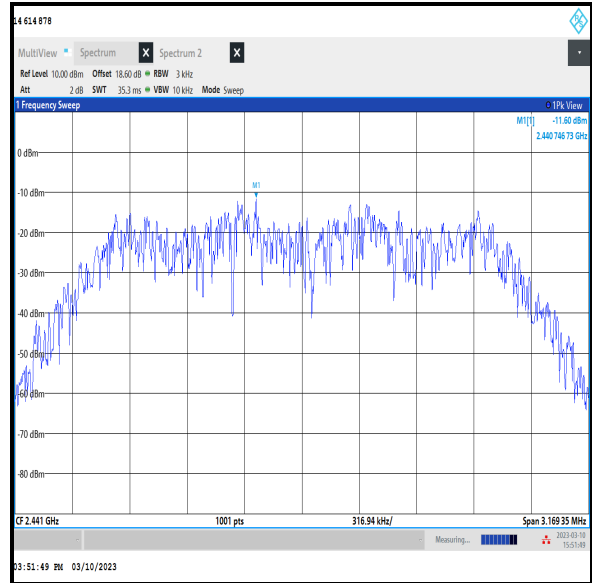 14 614 878
R S
MultiView Spectrum X Spectrum 2 X
Ref Level 10.00 dBm Offset 18.60 dB RBW 3 kHz
Att 2 dB SWT 35.3 ms VBW 10 kHz Mode Sweep
1 Frequency Sweep 1Pk View
M1[1] -11.60 dBm
2.440 746 73 GHz
0 dBm
M1
-10 dBm
-20 dBm
-30 dBm
-40 dBm
-50 dBm
-60 dBm
-70 dBm
-80 dBm
CF 2.441 GHz 1001 pts 316.94 kHz/ Span 3.169 35 MHz
Measuring... 2023-03-10
15:51:49
03:51:49 PM 03/10/2023